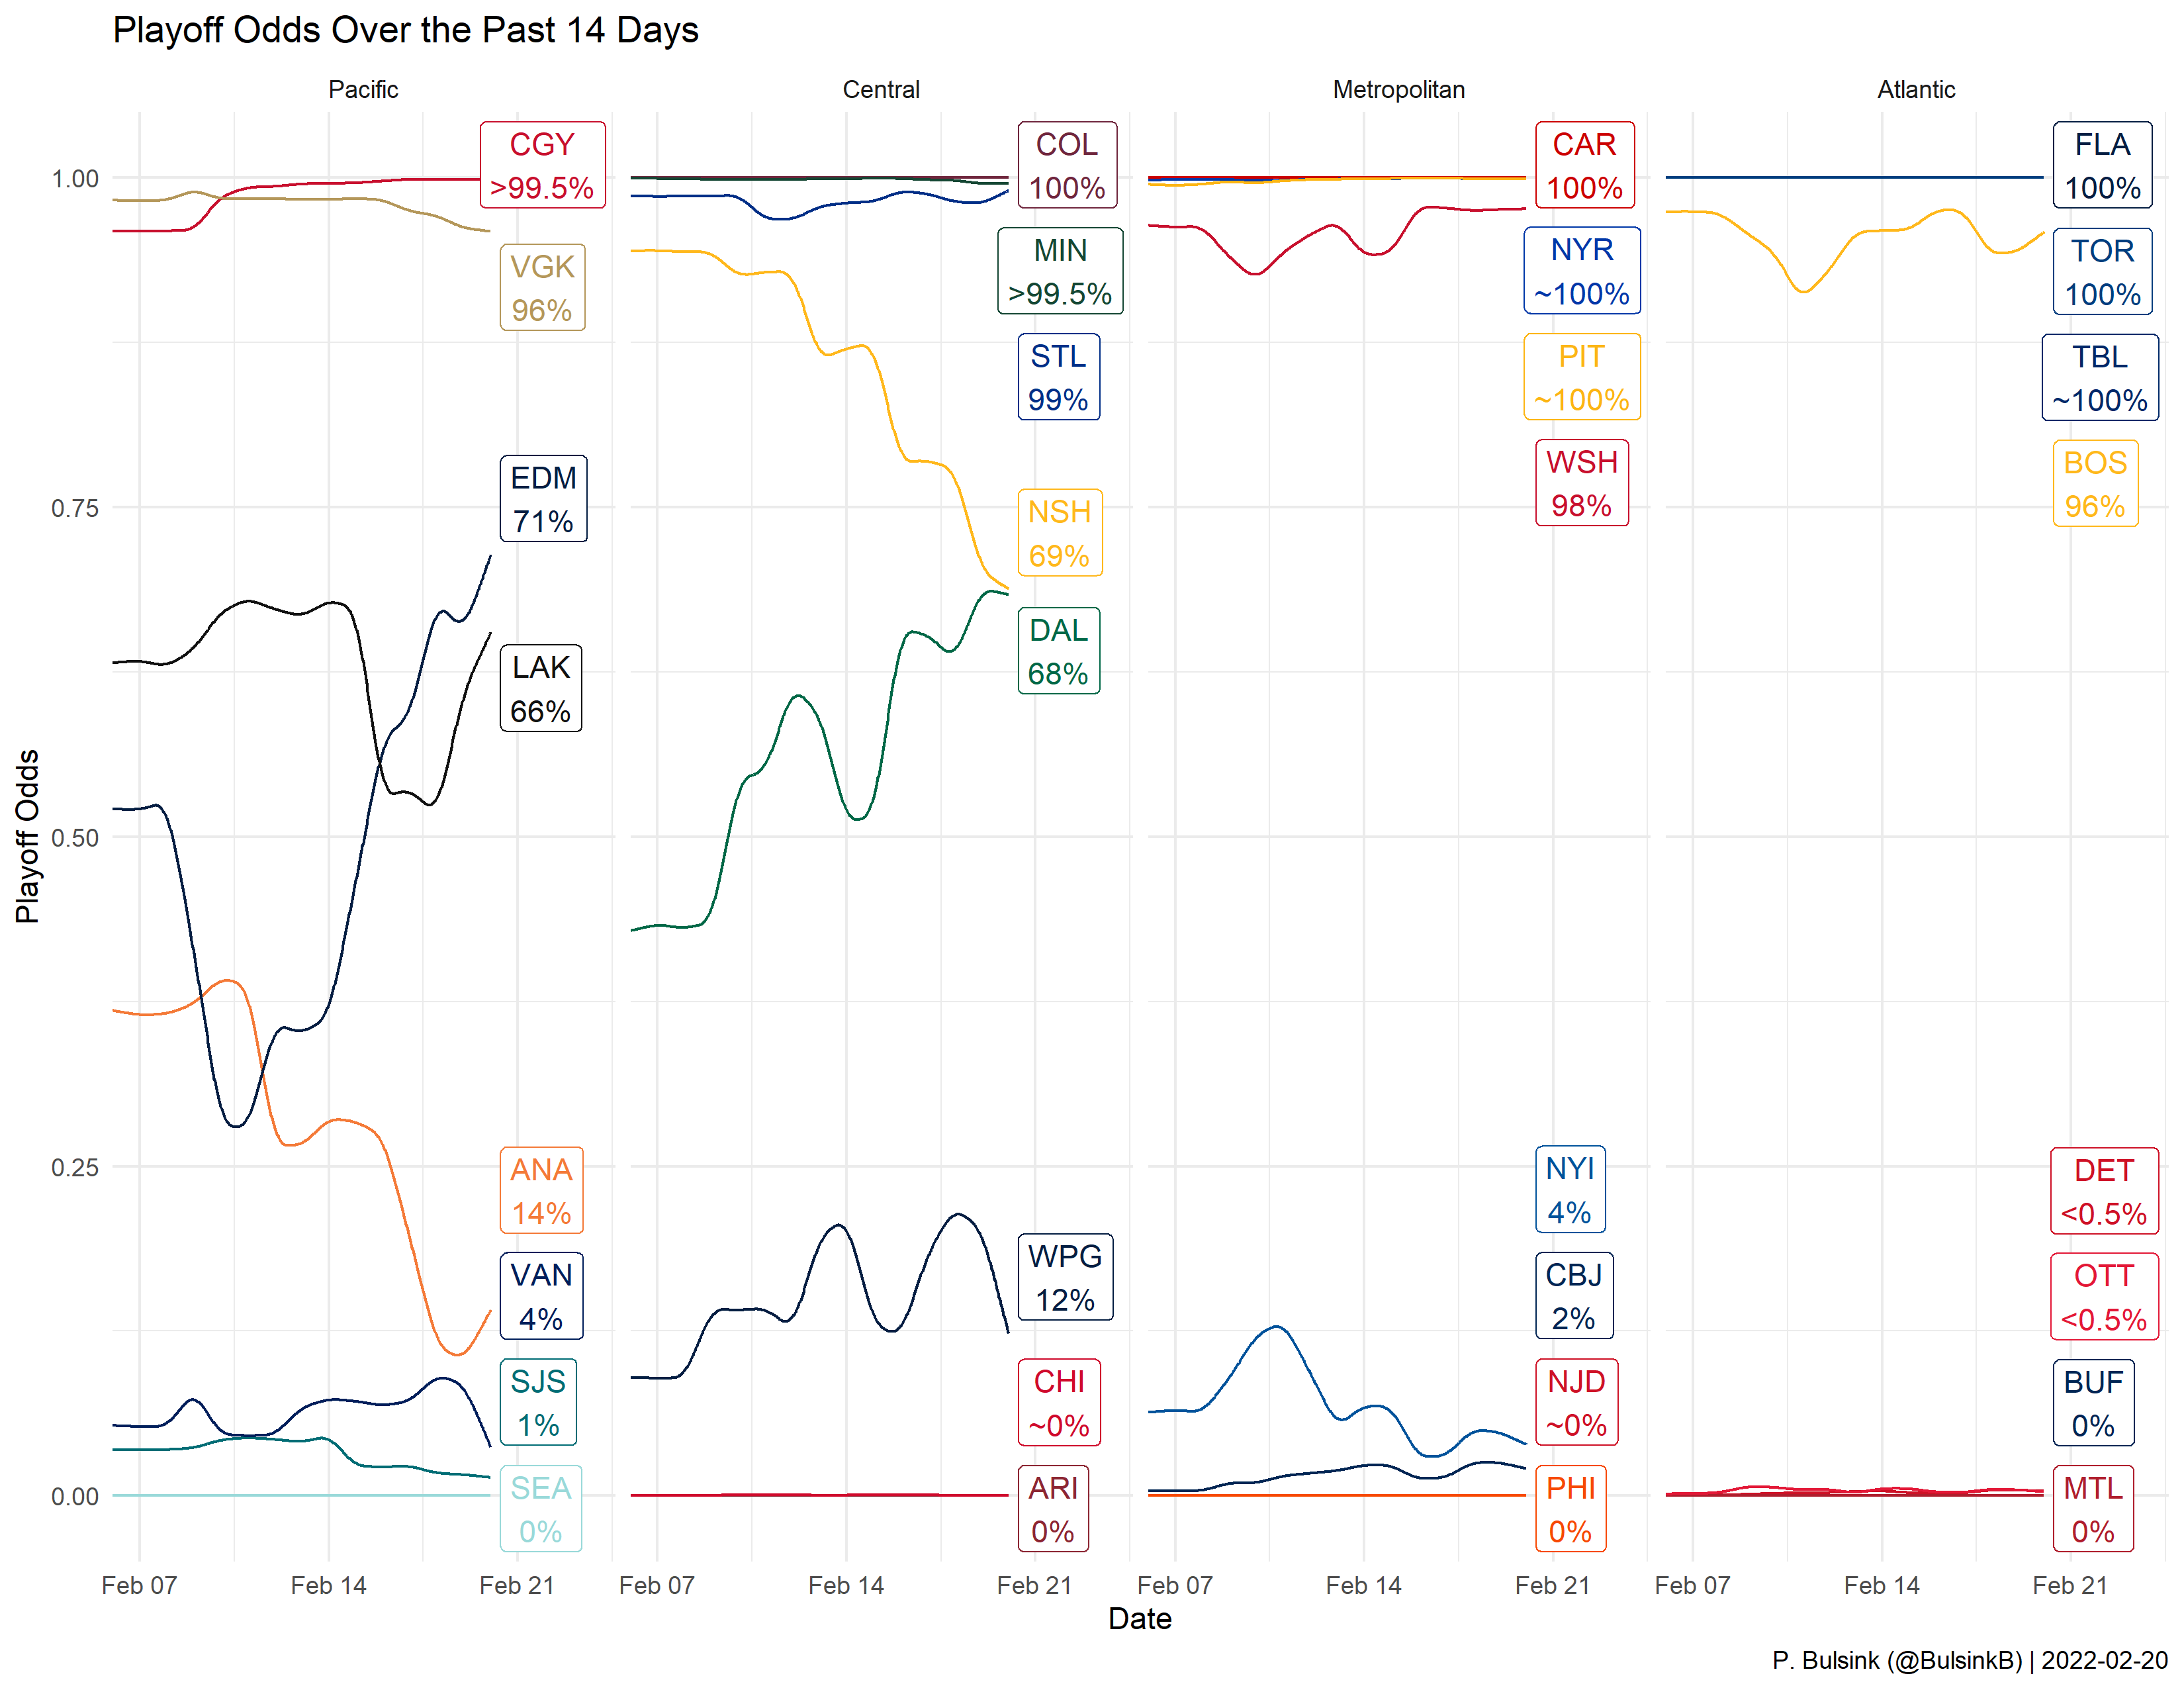 Playoff Odds Over the Past 14 Days
Pacific
Central
Metropolitan
Atlantic
Playoff Odds
1.00
0.75
0.50
0.25
0.00
CGY
>99.5%
VGK
96%
EDM
71%
LAK
66%
ANA
14%
VAN
4%
SJS
1%
SEA
0%
COL
100%
MIN
>99.5%
STL
99%
NSH
69%
DAL
68%
WPG
12%
CHI
~0%
ARI
0%
CAR
100%
NYR
~100%
PIT
~100%
WSH
98%
NYI
4%
CBJ
2%
NJD
~0%
PHI
0%
FLA
100%
TOR
100%
TBL
~100%
BOS
96%
DET
<0.5%
OTT
<0.5%
BUF
0%
MTL
0%
Feb 07 Feb 14 Feb 21 Feb 07 Feb 14 Feb 21 Feb 07 Feb 14 Feb 21 Feb 07 Feb 14 Feb 21
Date
P. Bulsink (@BulsinkB) | 2022-02-20